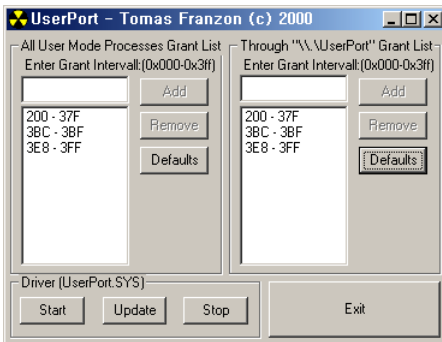 UserPort - Tomas Franzon (c) 2000
All User Mode Processes Grant List
Enter Grant Intervall:(0x000-0x3ff)
Add
200 - 37F
3BC - 3BF
3E8 - 3FF
Remove
Defaults
Through "\\.\UserPort" Grant List
Enter Grant Intervall:(0x000-0x3ff)
Add
200 - 37F
3BC - 3BF
3E8 - 3FF
Remove
Defaults
Driver (UserPort.SYS)
Start Update Stop
Exit